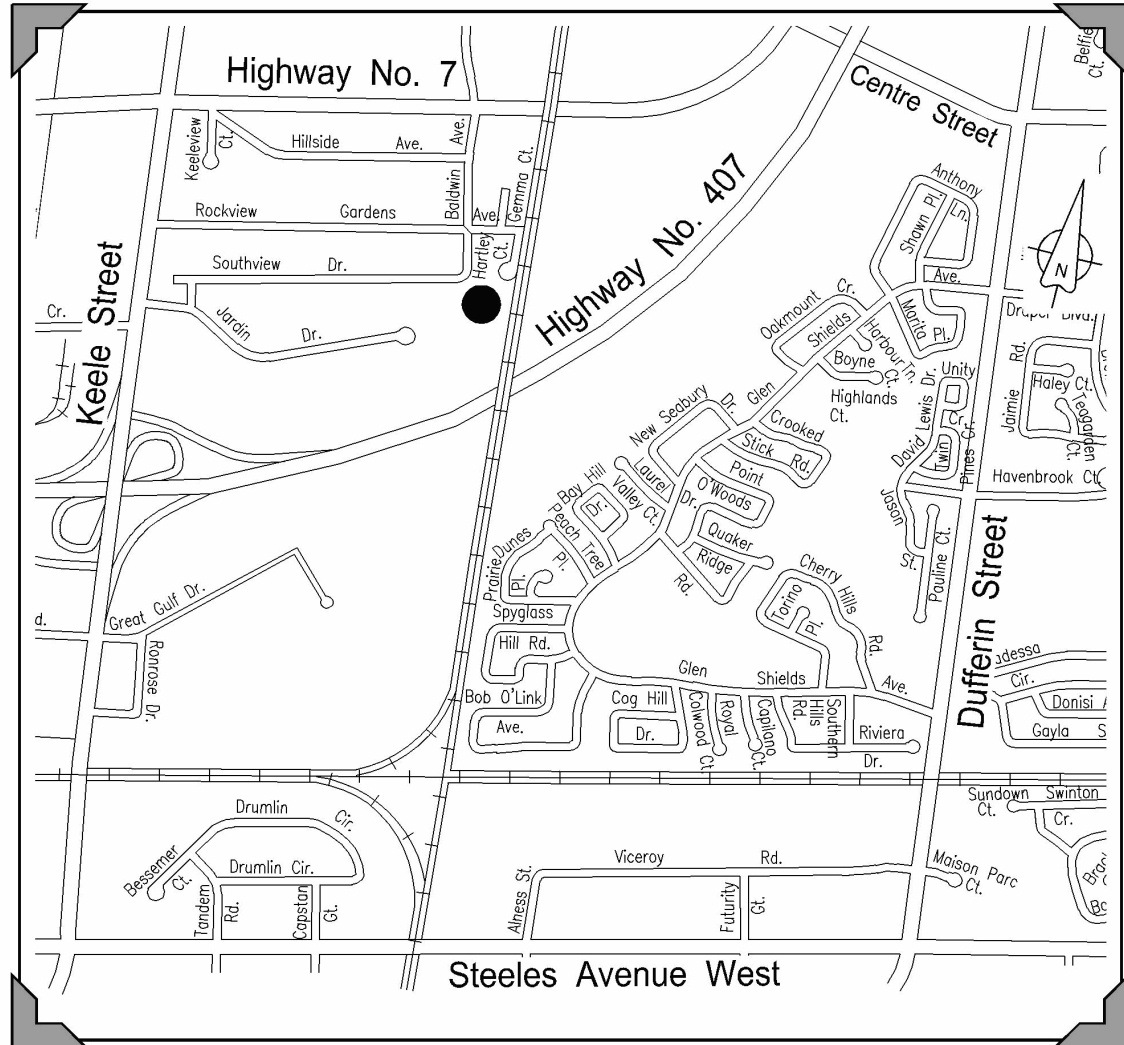 Highway No. 7
Centre Street
Belfie
Ct.
Keeleview
Ct.
Hillside Ave.
Baldwin Ave.
Gemma Ct.
Rockview Gardens Ave.
Hartley
Ct.
Southview Dr.
Jardin Dr.
Cr.
Keele Street
Highway No. 407
Anthony
Ln.
Shawn Pl.
Ave.
N
Oakmount Cr.
Shields
Harbour Tn.
Marita
Pl.
Boyne
Ct.
Highlands
Ct.
Glen
Unity
Cr.
David Lewis Dr.
Twin
Pines Cr.
Jaimie
Rd.
Haley Ct.
Teagarden
Ct.
Havenbrook Ct.
New Seabury
Dr.
Crooked
Stick Rd.
Point
O'Woods
Dr.
Laurel
Valley Ct.
Bay Hill
Dr.
Peach Tree
Pl.
Prairie Dunes
Pl.
Quaker
Ridge
Rd.
Jason
St.
Pauline Ct.
Cherry Hills
Rd.
Torino
Pl.
Spyglass
Hill Rd.
Great Gulf Dr.
d.
Ronrose Dr.
Glen Shields Ave.
Dufferin Street
adessa
Cir.
Donisi A
Gayla S
Bob O'Link
Ave.
Cog Hill
Dr.
Colwood
Ct.
Royal
Capilano
Ct.
Southern
Hills
Rd.
Riviera
Dr.
Sundown
Ct.
Swinton
Cr.
Drumlin Cir.
Bessemer
Ct.
Drumlin Cir.
Tandem
Rd.
Capstan
Gt.
Alness St.
Viceroy Rd.
Futurity
Gt.
Maison Parc
Ct.
Steeles Avenue West